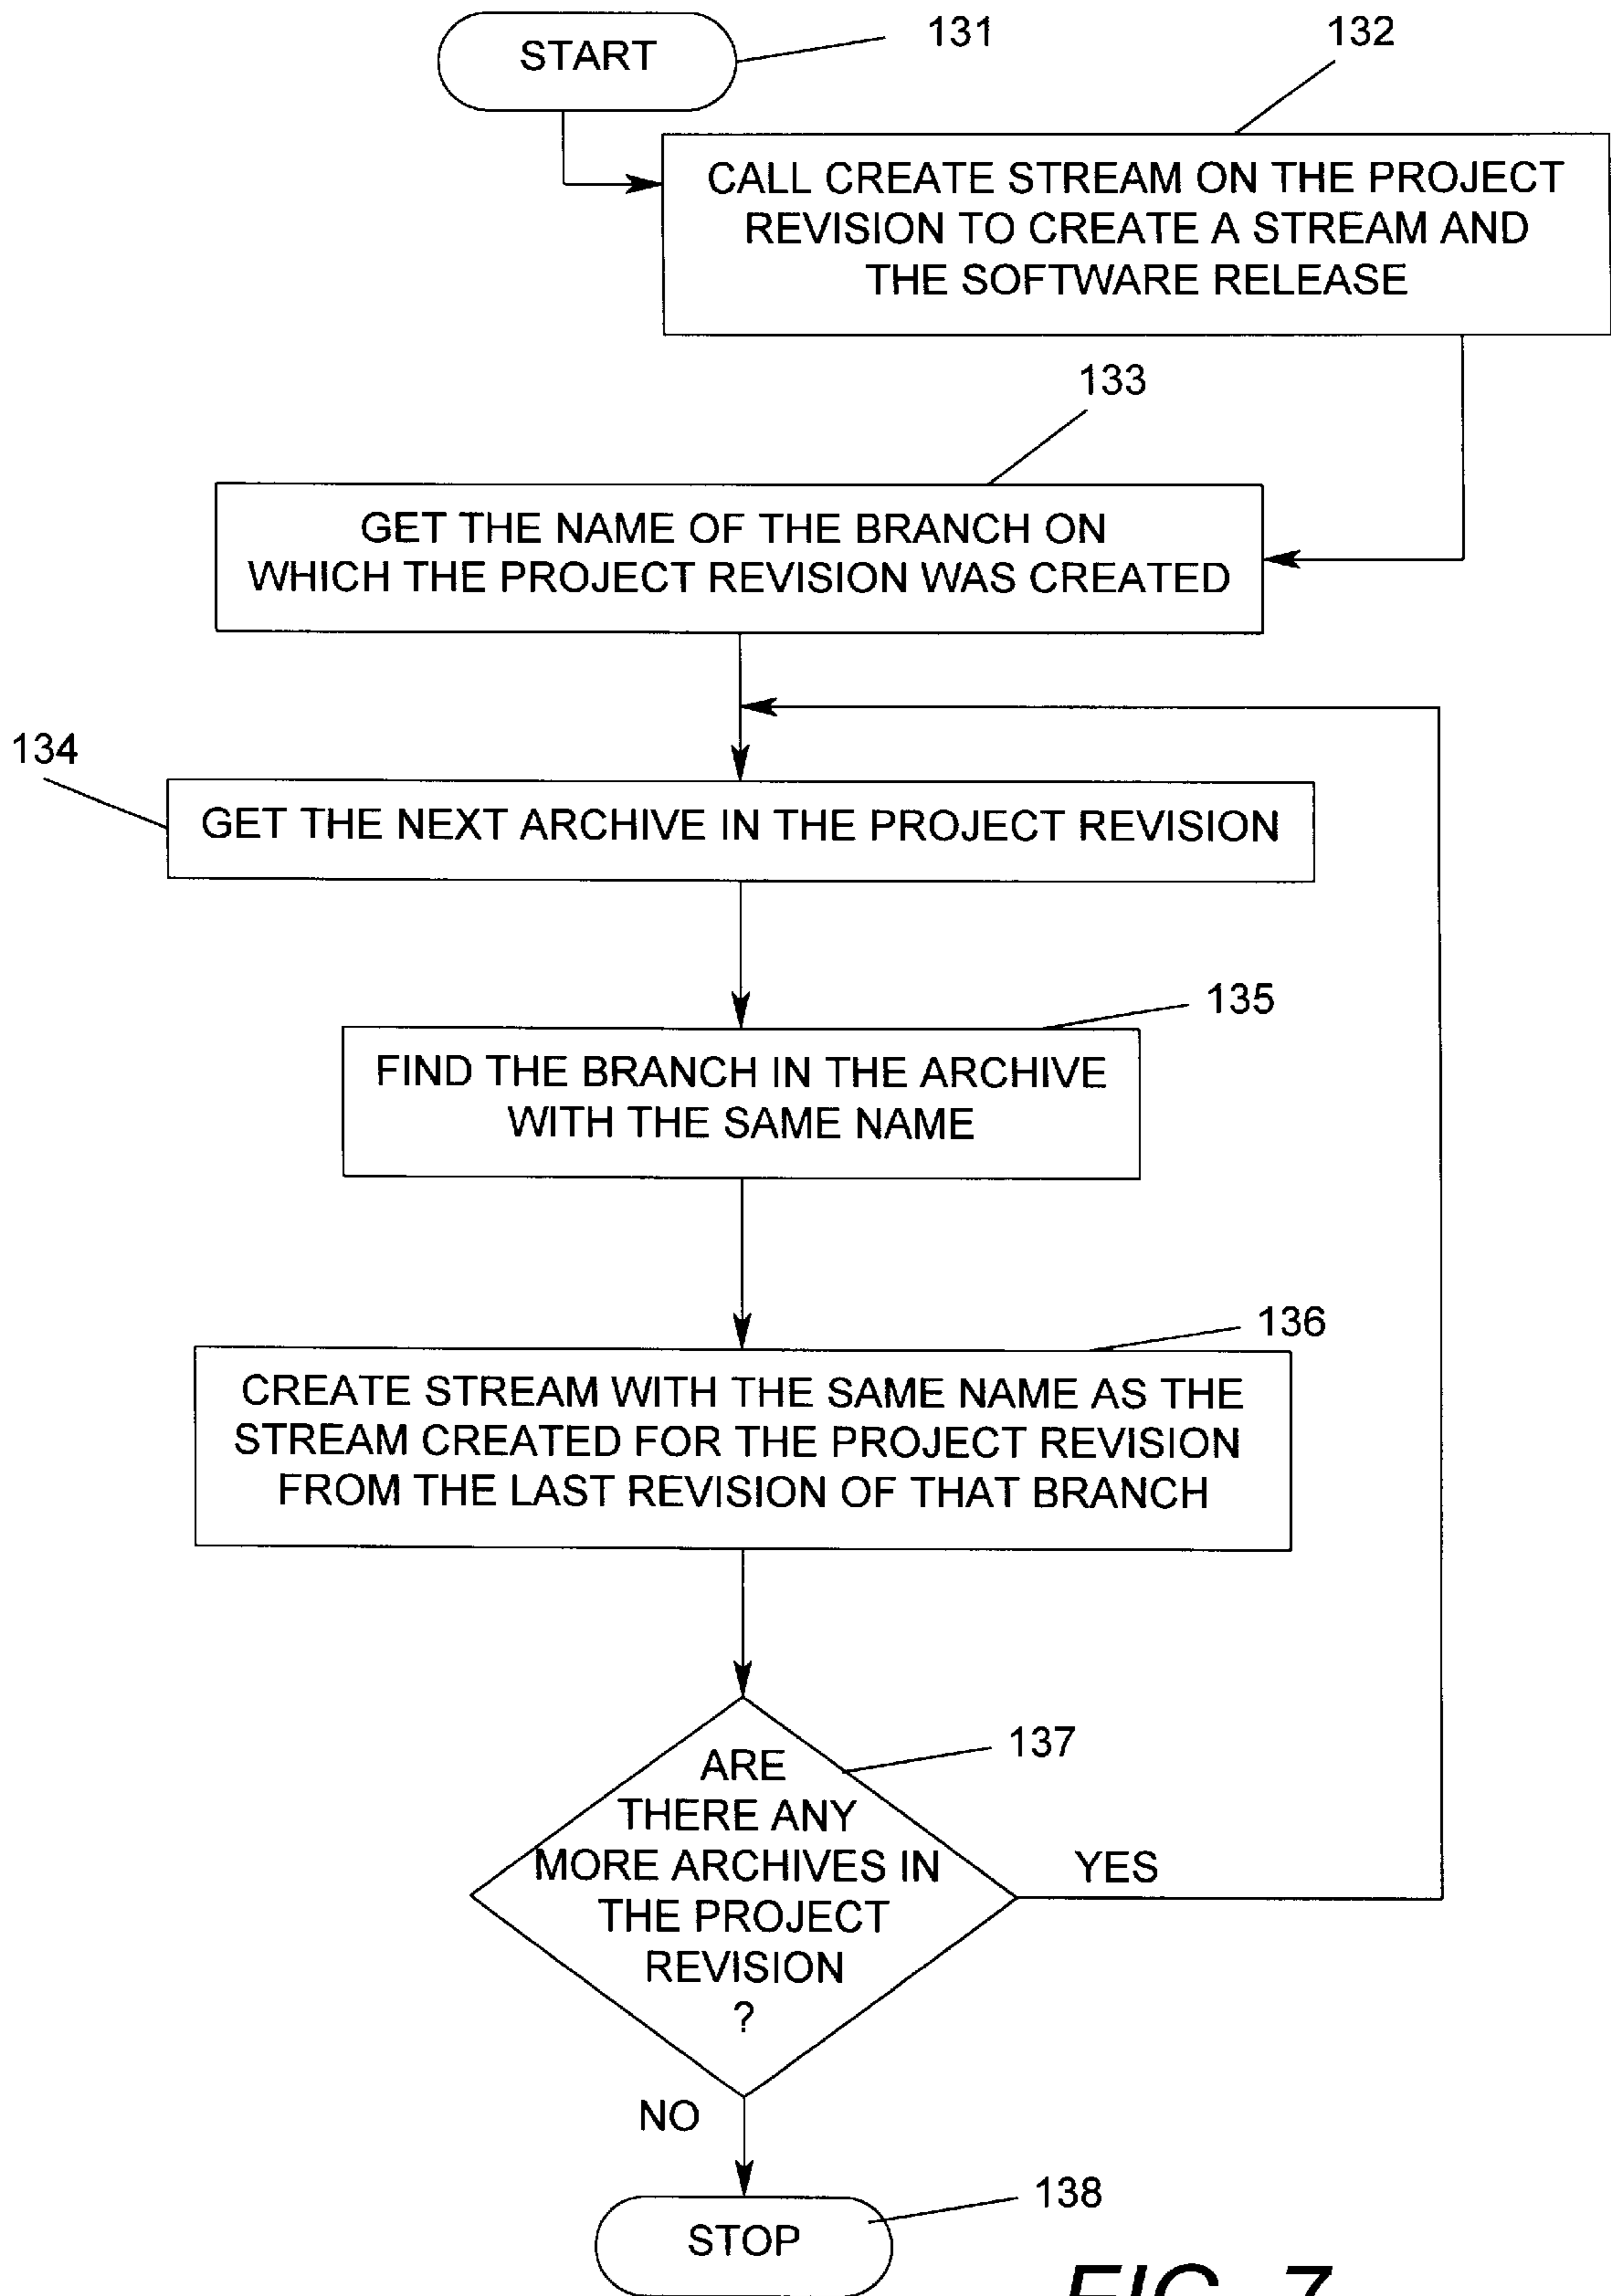 START
131
132
CALL CREATE STREAM ON THE PROJECT
REVISION TO CREATE A STREAM AND
THE SOFTWARE RELEASE
133
GET THE NAME OF THE BRANCH ON
WHICH THE PROJECT REVISION WAS CREATED
134
GET THE NEXT ARCHIVE IN THE PROJECT REVISION
135
FIND THE BRANCH IN THE ARCHIVE
WITH THE SAME NAME
136
CREATE STREAM WITH THE SAME NAME AS THE
STREAM CREATED FOR THE PROJECT REVISION
FROM THE LAST REVISION OF THAT BRANCH
137
ARE
THERE ANY
MORE ARCHIVES IN
THE PROJECT
REVISION
?
YES
NO
138
STOP
FIG. 7